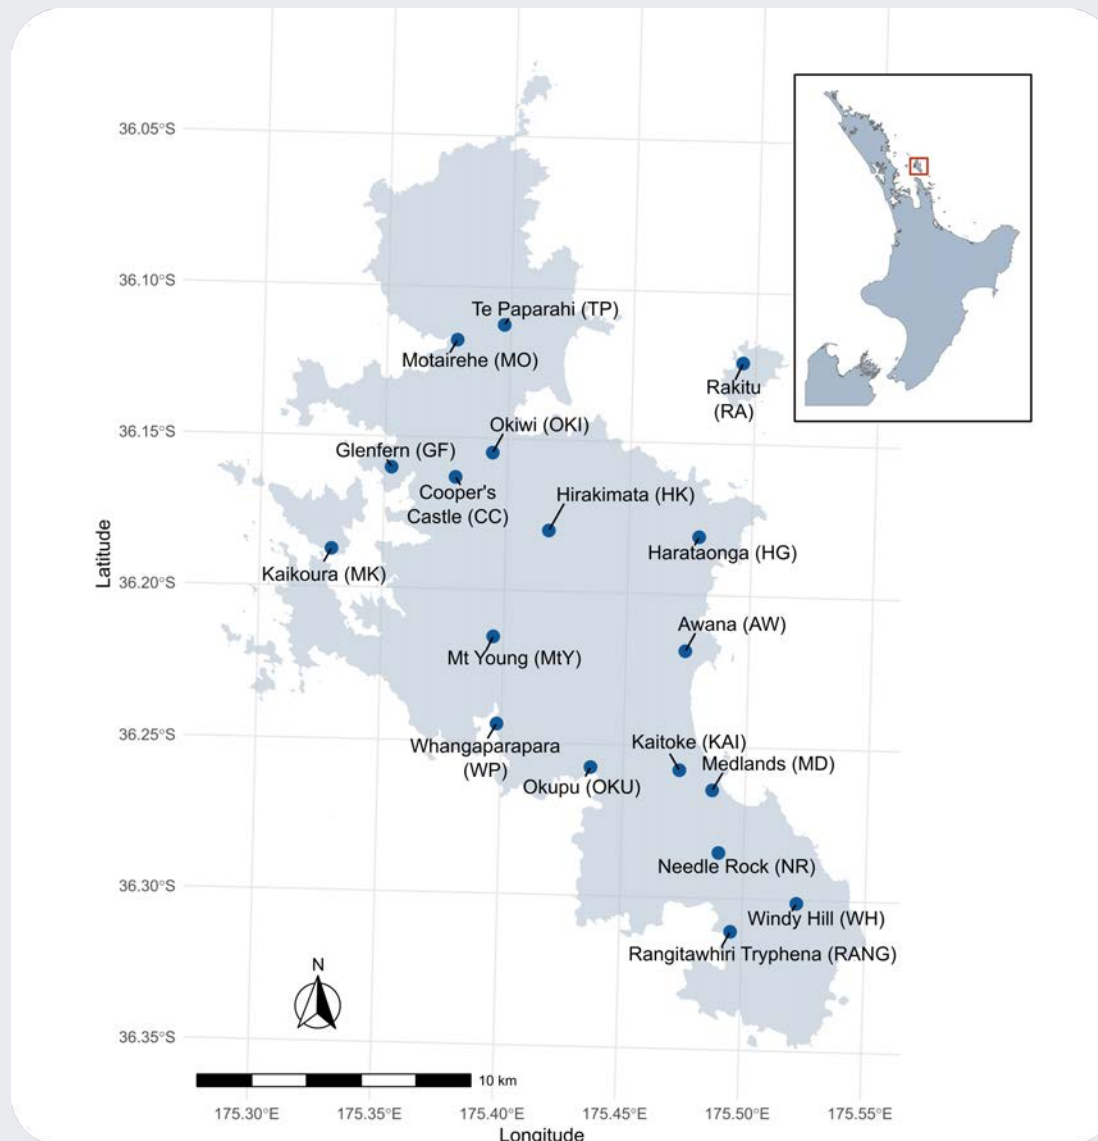 36.05°S
36.10°S
Te Paparahi (TP)
Motairehe (MO)
Rakitu
(RA)
36.15°S
Okiwi (OKI)
Glenfern (GF)
Cooper's
Castle (CC)
Hirakimata (HK)
Harataonga (HG)
Kaikoura (MK)
Latitude
36.20°S
Awana (AW)
Mt Young (MtY)
36.25°S
Whangaparapara
(WP)
Kaitoke (KAI)
Medlands (MD)
Okupu (OKU)
Needle Rock (NR)
36.30°S
Windy Hill (WH)
Rangitawhiri Tryphena (RANG)
N
36.35°S
10 km
175.30°E
175.35°E
175.40°E
175.45°E
175.50°E
175.55°E
Longitude